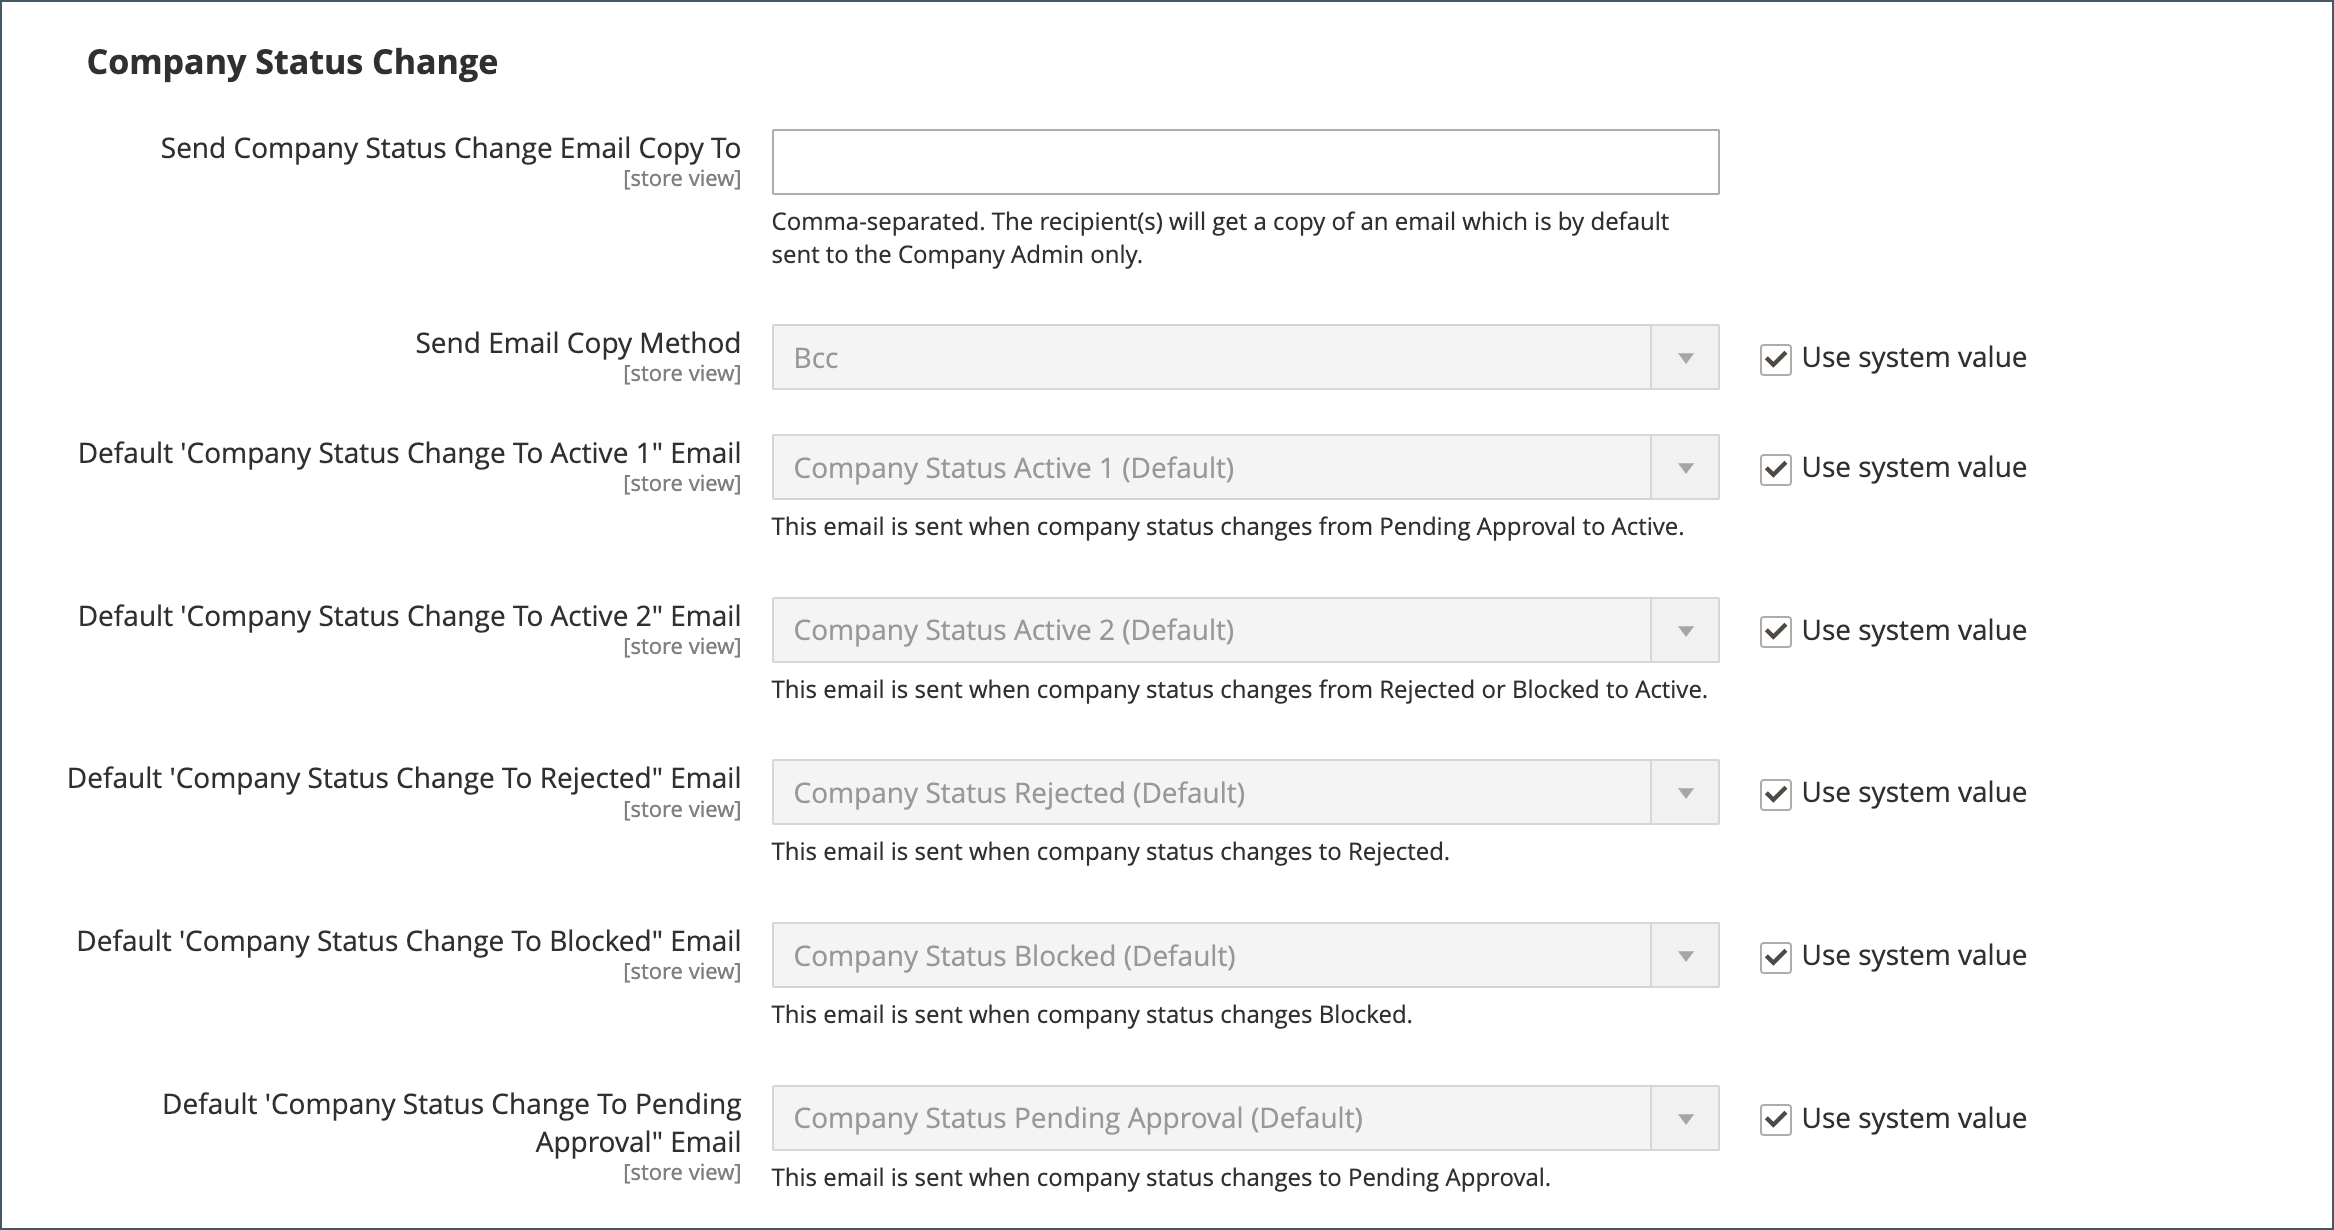 Company Status Change
Send Company Status Change Email Copy To
[store view]
Comma-separated. The recipient(s) will get a copy of an email which is by default
sent to the Company Admin only.
Send Email Copy Method
[store view]
Bcc
Use system value
Default 'Company Status Change To Active 1" Email
[store view]
Company Status Active 1 (Default)
Use system value
This email is sent when company status changes from Pending Approval to Active.
Default 'Company Status Change To Active 2" Email
[store view]
Company Status Active 2 (Default)
Use system value
This email is sent when company status changes from Rejected or Blocked to Active.
Default 'Company Status Change To Rejected" Email
[store view]
Company Status Rejected (Default)
Use system value
This email is sent when company status changes to Rejected.
Default 'Company Status Change To Blocked" Email
[store view]
Company Status Blocked (Default)
Use system value
This email is sent when company status changes Blocked.
Default 'Company Status Change To Pending
Approval" Email
[store view]
Company Status Pending Approval (Default)
Use system value
This email is sent when company status changes to Pending Approval.